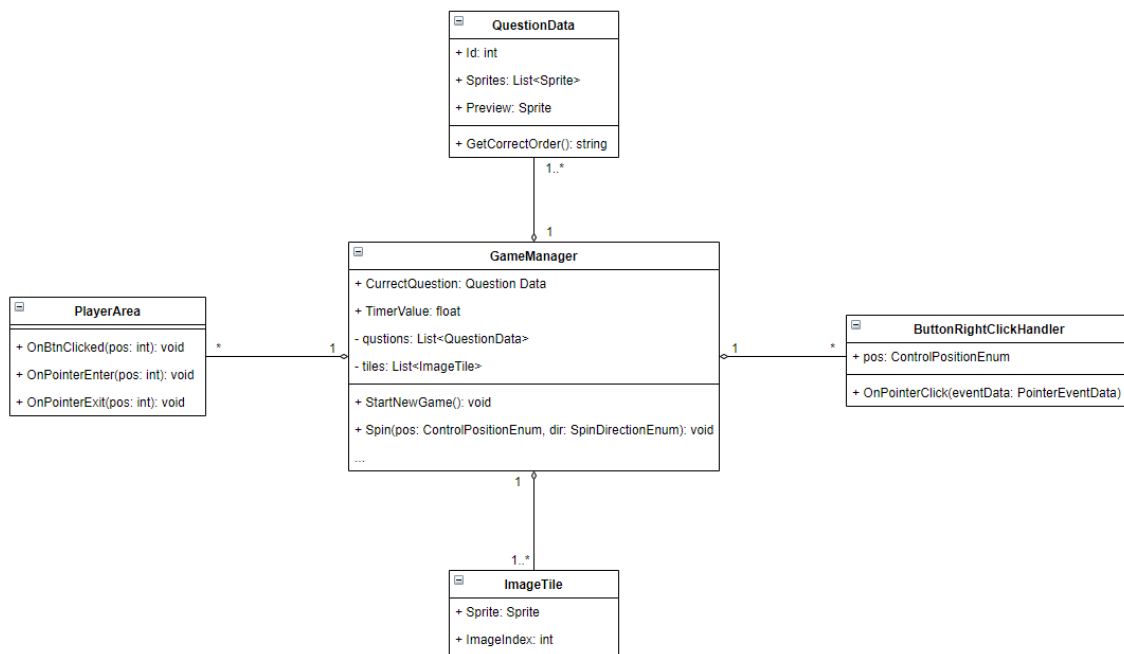 QuestionData
+ Id: int
+ Sprites: List<Sprite>
+ Preview: Sprite
+ GetCorrectOrder(): string
1..*
1
GameManager
+ CurrectQuestion: Question Data
+ TimerValue: float
- qustions: List<QuestionData>
- tiles: List<ImageTile>
+ StartNewGame(): void
+ Spin(pos: ControlPositionEnum, dir: SpinDirectionEnum): void
...
PlayerArea
+ OnBtnClicked(pos: int): void
+ OnPointerEnter(pos: int): void
+ OnPointerExit(pos: int): void
*
1
1
*
ButtonRightClickHandler
+ pos: ControlPositionEnum
+ OnPointerClick(eventData: PointerEventData)
1
1..*
ImageTile
+ Sprite: Sprite
+ ImageIndex: int